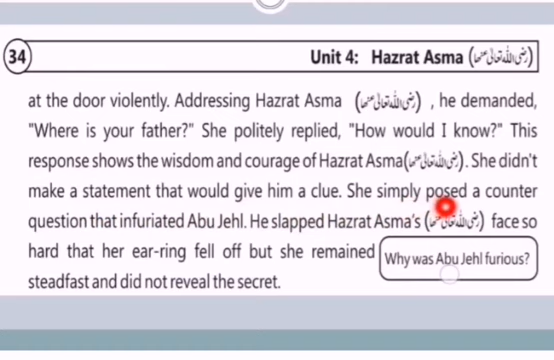 34
Unit 4: Hazrat Asma (رضی اللہ تعالیٰ عنہا)
at the door violently. Addressing Hazrat Asma (رضی اللہ تعالیٰ عنہا) , he demanded,
"Where is your father?" She politely replied, "How would I know?" This
response shows the wisdom and courage of Hazrat Asma(رضی اللہ تعالیٰ عنہا). She didn't
make a statement that would give him a clue. She simply posed a counter
question that infuriated Abu Jehl. He slapped Hazrat Asma's (رضی اللہ تعالیٰ عنہا) face so
hard that her ear-ring fell off but she remained
steadfast and did not reveal the secret.
Why was Abu Jehl furious?